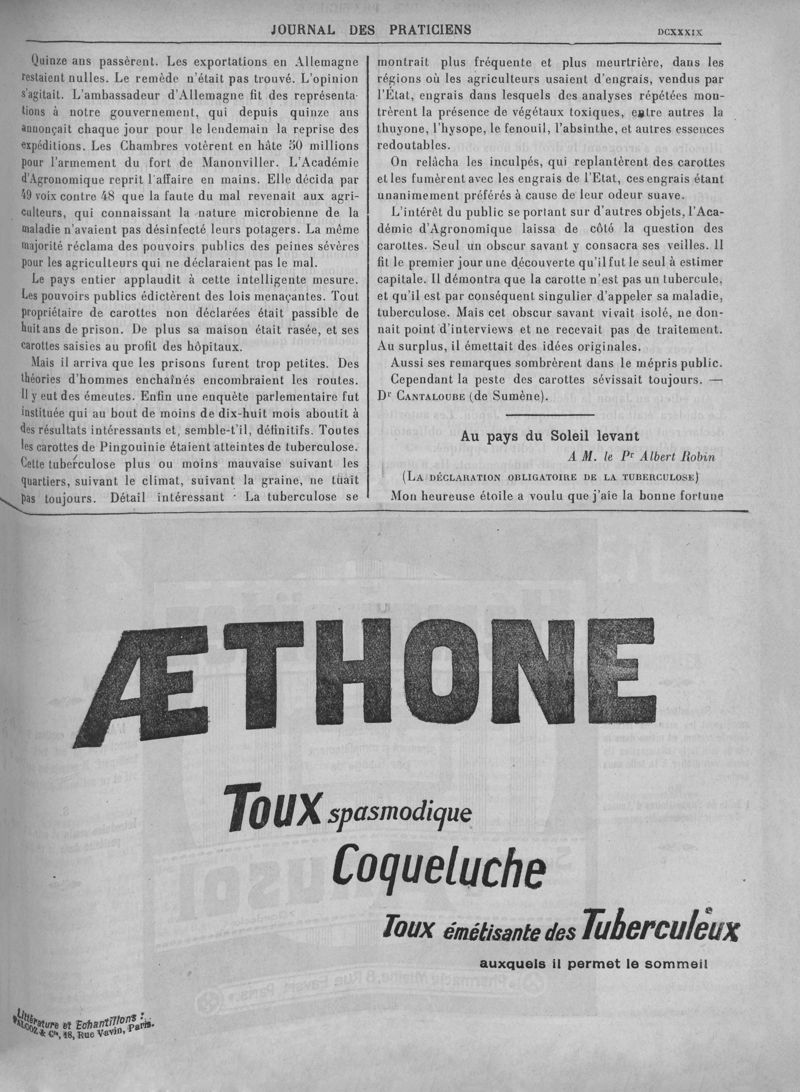 JOURNAL DES PRATICIENS
DCXXXIX
Quinze ans passèrent. Les exportations en Allemagne
restaient nulles. Le remède n'était pas trouvé. L'opinion
s'agitait. L'ambassadeur d'Allemagne fit des représenta-
tions à notre gouvernement, qui depuis quinze ans
annonçait chaque jour pour le lendemain la reprise des
expéditions. Les Chambres votèrent en hâte 50 millions
pour l'armement du fort de Manonviller. L'Académie
d'Agronomique reprit l'affaire en mains. Elle décida par
49 voix contre 48 que la faute du mal revenait aux agri-
culteurs, qui connaissant la nature microbienne de la
maladie n'avaient pas désinfecté leurs potagers. La même
majorité réclama des pouvoirs publics des peines sévères
pour les agriculteurs qui ne déclaraient pas le mal.
Le pays entier applaudit à cette intelligente mesure.
Les pouvoirs publics édictèrent des lois menaçantes. Tout
propriétaire de carottes non déclarées était passible de
huit ans de prison. De plus sa maison était rasée, et ses
carottes saisies au profit des hôpitaux.
Mais il arriva que les prisons furent trop petites. Des
théories d'hommes enchaînés encombraient les routes.
Il y eut des émeutes. Enfin une enquête parlementaire fut
instituée qui au bout de moins de dix-huit mois aboutit à
des résultats intéressants et, semble-t'il, définitifs. Toutes
les carottes de Pingouinie étaient atteintes de tuberculose.
Cette tuberculose plus ou moins mauvaise suivant les
quartiers, suivant le climat, suivant la graine, ne tuait
pas toujours. Détail intéressant : La tuberculose se
montrait plus fréquente et plus meurtrière, dans les
régions où les agriculteurs usaient d'engrais, vendus par
l'État, engrais dans lesquels des analyses répétées mon-
trèrent la présence de végétaux toxiques, entre autres la
thuyone, l'hysope, le fenouil, l'absinthe, et autres essences
redoutables.
On relâcha les inculpés, qui replantèrent des carottes
et les fumèrent avec les engrais de l'Etat, ces engrais étant
unanimement préférés à cause de leur odeur suave.
L'intérêt du public se portant sur d'autres objets, l'Aca-
démie d'Agronomique laissa de côté la question des
carottes. Seul un obscur savant y consacra ses veilles. Il
fit le premier jour une découverte qu'il fut le seul à estimer
capitale. Il démontra que la carotte n'est pas un tubercule,
et qu'il est par conséquent singulier d'appeler sa maladie,
tuberculose. Mais cet obscur savant vivait isolé, ne don-
nait point d'interviews et ne recevait pas de traitement.
Au surplus, il émettait des idées originales.
Aussi ses remarques sombrèrent dans le mépris public.
Cependant la peste des carottes sévissait toujours. —
Dr CANTALOUBE (de Sumène).
Au pays du Soleil levant
A M. le Pr Albert Robin
(LA DÉCLARATION OBLIGATOIRE DE LA TUBERCULOSE)
Mon heureuse étoile a voulu que j'aie la bonne fortune
ÆTHONE
Toux spasmodique
Coqueluche
Toux émétisante des Tuberculeux
auxquels il permet le sommeil
Littérature et Echantillons :
FALCOZ & Cie, 18, Rue Vavin, Paris.